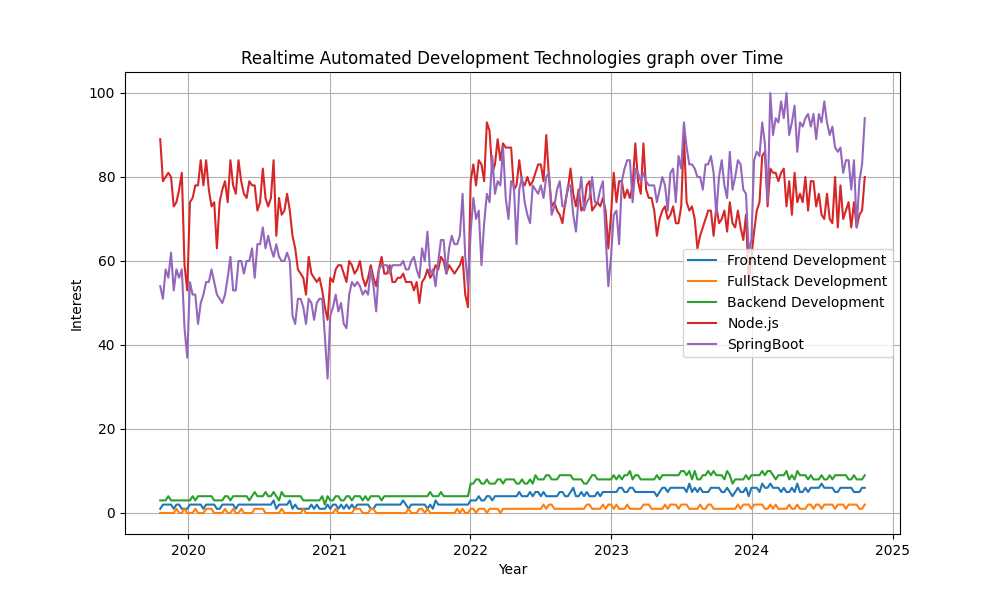 Realtime Automated Development Technologies graph over Time
100
80
60
40
20
0
Interest
Frontend Development
FullStack Development
Backend Development
Node.js
SpringBoot
2020
2021
2022
2023
2024
2025
Year